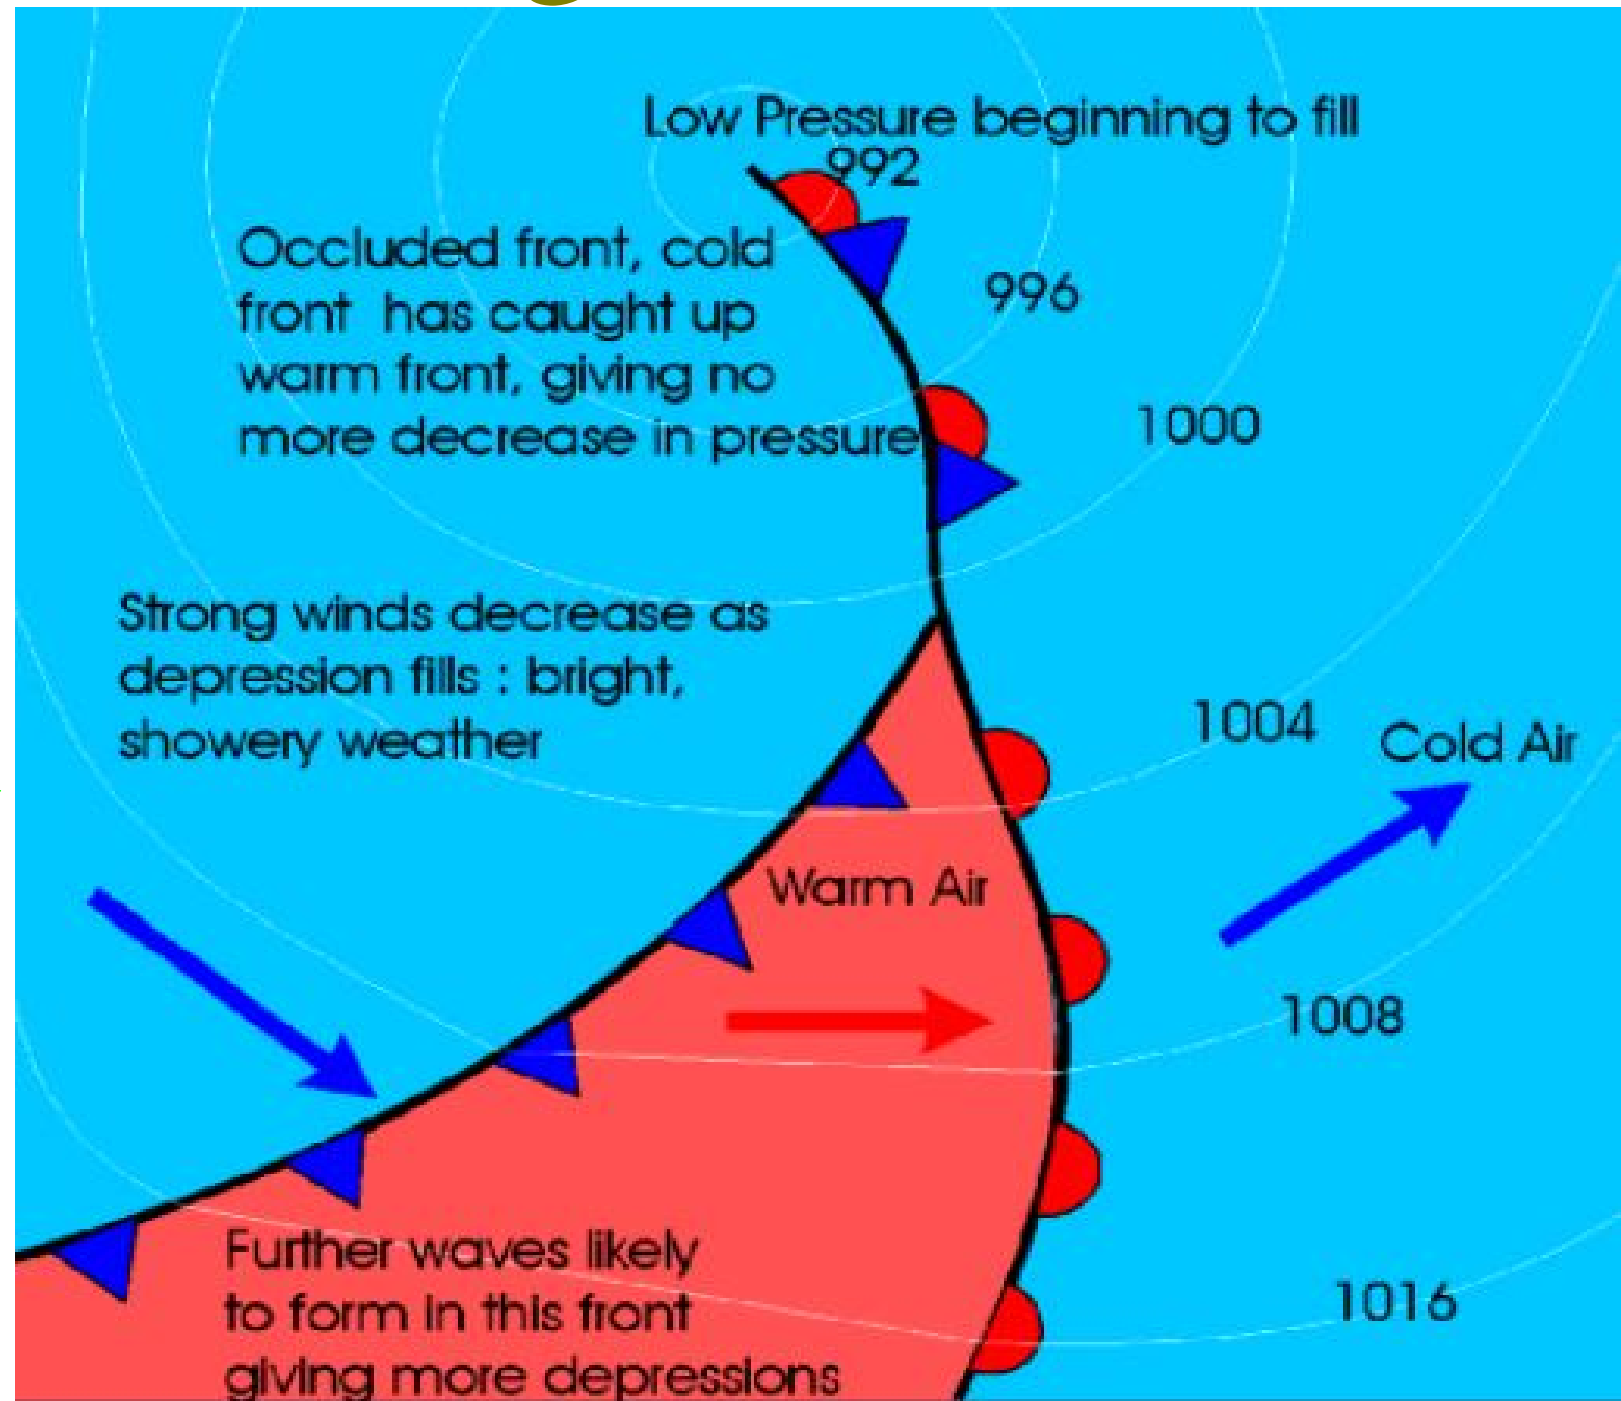 Low Pressure beginning to fill
992
Occluded front, cold
front has caught up
warm front, giving no
more decrease in pressure
996
1000
Strong winds decrease as
depression fills : bright,
showery weather
1004
Cold Air
Warm Air
1008
Further waves likely
to form in this front
giving more depressions
1016